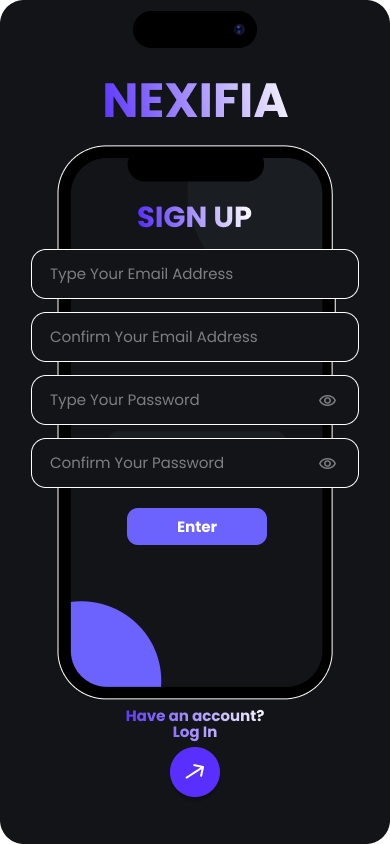 NEXIFIA
SIGN UP
Type Your Email Address
Confirm Your Email Address
Type Your Password
Confirm Your Password
Enter
Have an account?
Log In